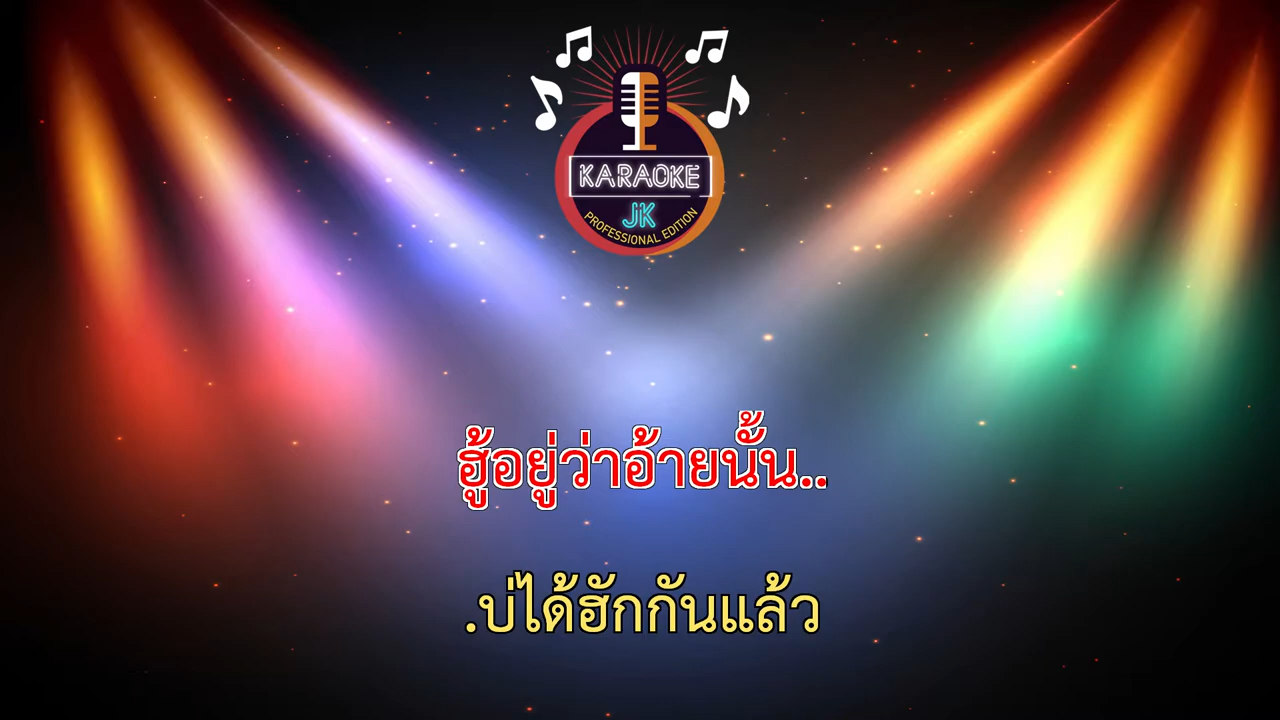 KARAOKE
JK
PROFESSIONAL EDITION
ฮู้อยู่ว่าอ้ายนั้น..
.บ่ได้ฮักกันแล้ว